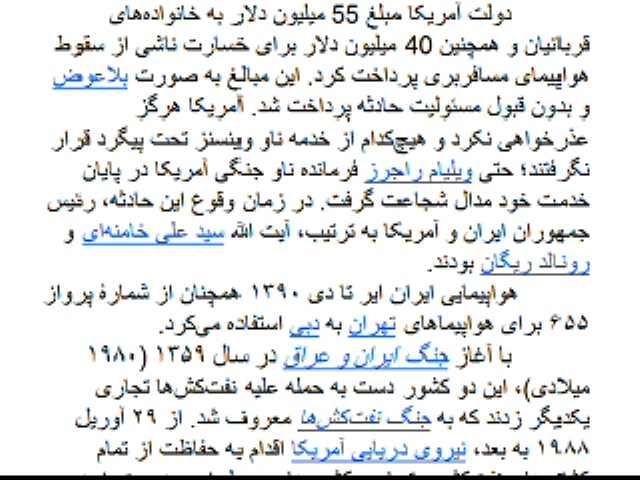 دولت آمریکا مبلغ 55 میلیون دلار به خانواده‌های
قربانیان و همچنین 40 میلیون دلار برای خسارت ناشی از سقوط
هواپیمای مسافربری پرداخت کرد. این مبالغ به صورت بلاعوض
و بدون قبول مسئولیت حادثه پرداخت شد. آمریکا هرگز
عذرخواهی نکرد و هیچ‌کدام از خدمه ناو وینسنز تحت پیگرد قرار
نگرفتند؛ حتی ویلیام راجرز فرمانده ناو جنگی آمریکا در پایان
خدمت خود مدال شجاعت گرفت. در زمان وقوع این حادثه، رئیس
جمهوران ایران و آمریکا به ترتیب، آیت الله سید علی خامنه‌ای و
رونالد ریگان بودند.
هواپیمایی ایران ایر تا دی ۱۳۹۰ همچنان از شمارهٔ پرواز
۶۵۵ برای هواپیماهای تهران به دبی استفاده می‌کرد.
با آغاز جنگ ایران و عراق در سال ۱۳۵۹ (۱۹۸۰
میلادی)، این دو کشور دست به حمله علیه نفتکش‌ها تجاری
یکدیگر زدند که به جنگ نفتکش‌ها معروف شد. از ۲۹ آوریل
۱۹۸۸ به بعد، نیروی دریایی آمریکا اقدام به حفاظت از تمام